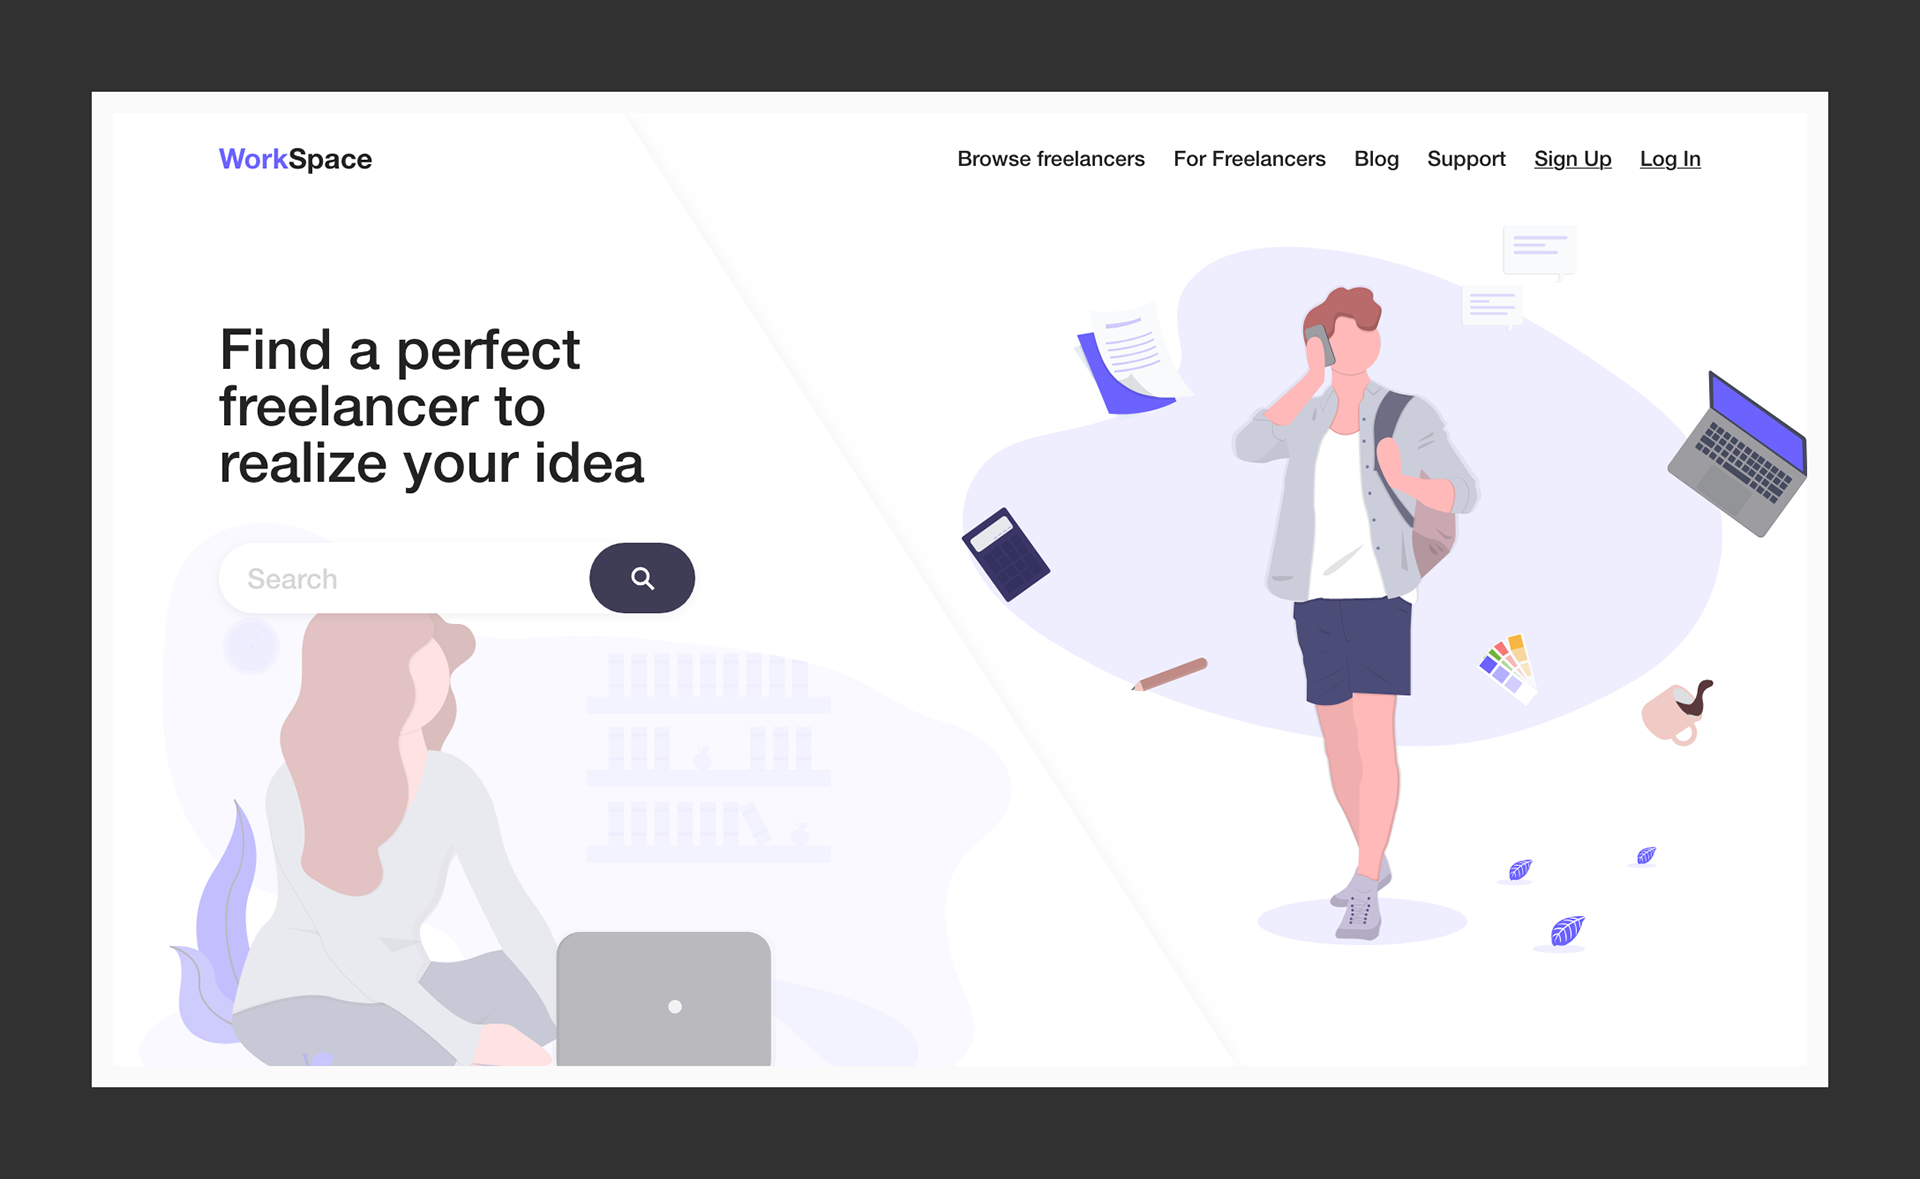 WorkSpace
Browse freelancers For Freelancers Blog Support Sign Up Log In
Find a perfect
freelancer to
realize your idea
Search